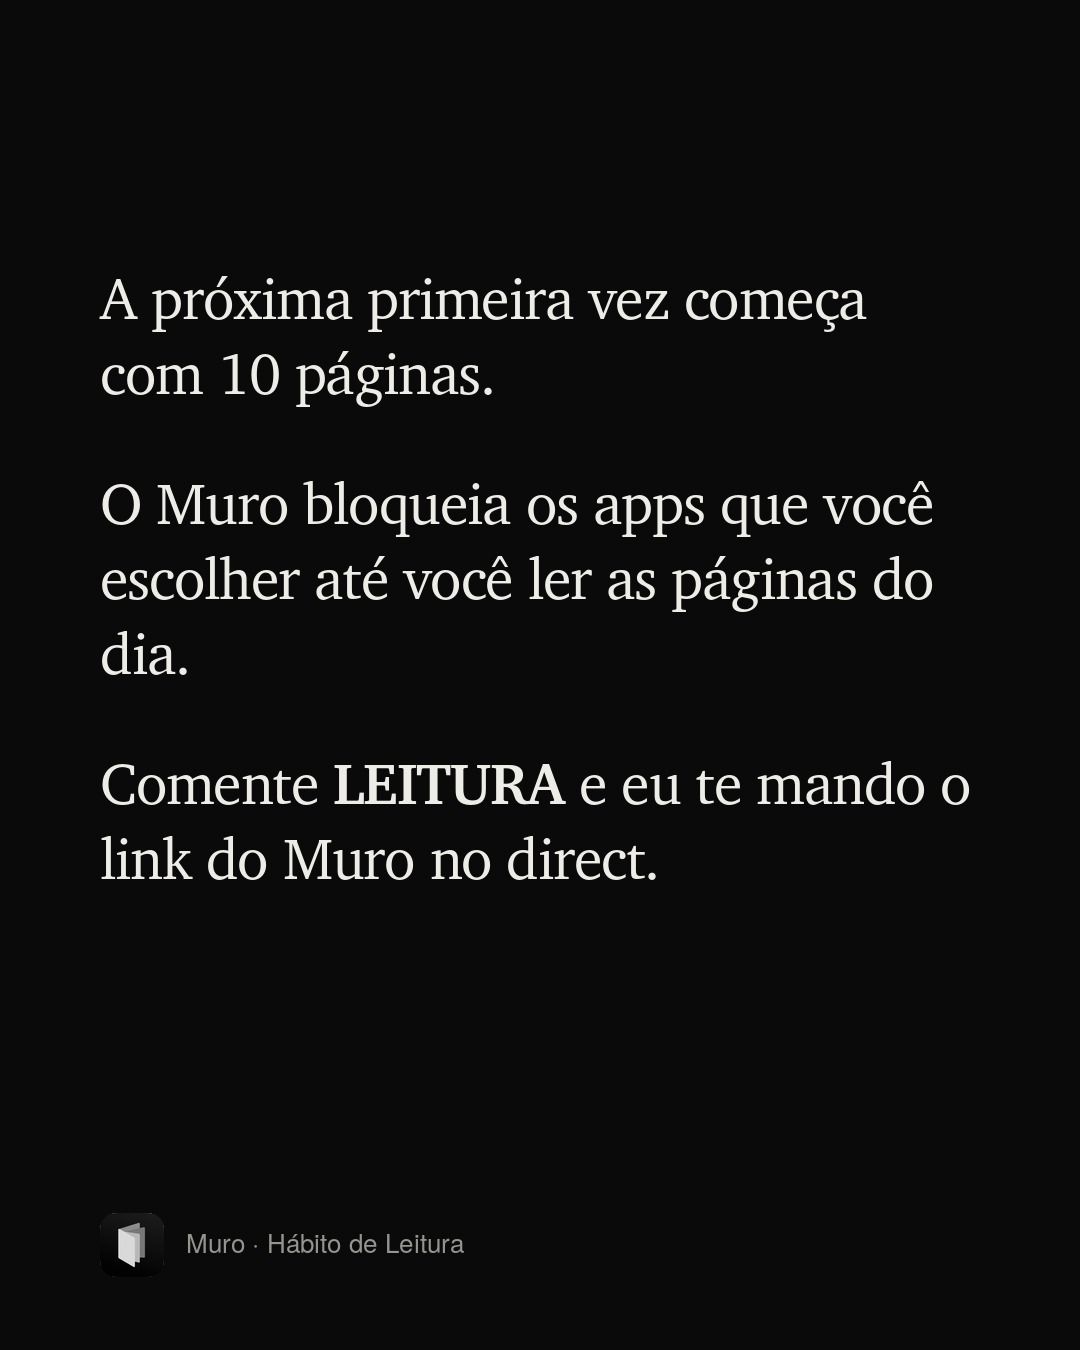 A próxima primeira vez começa
com 10 páginas.
O Muro bloqueia os apps que você
escolher até você ler as páginas do
dia.
Comente LEITURA e eu te mando o
link do Muro no direct.
Muro · Hábito de Leitura